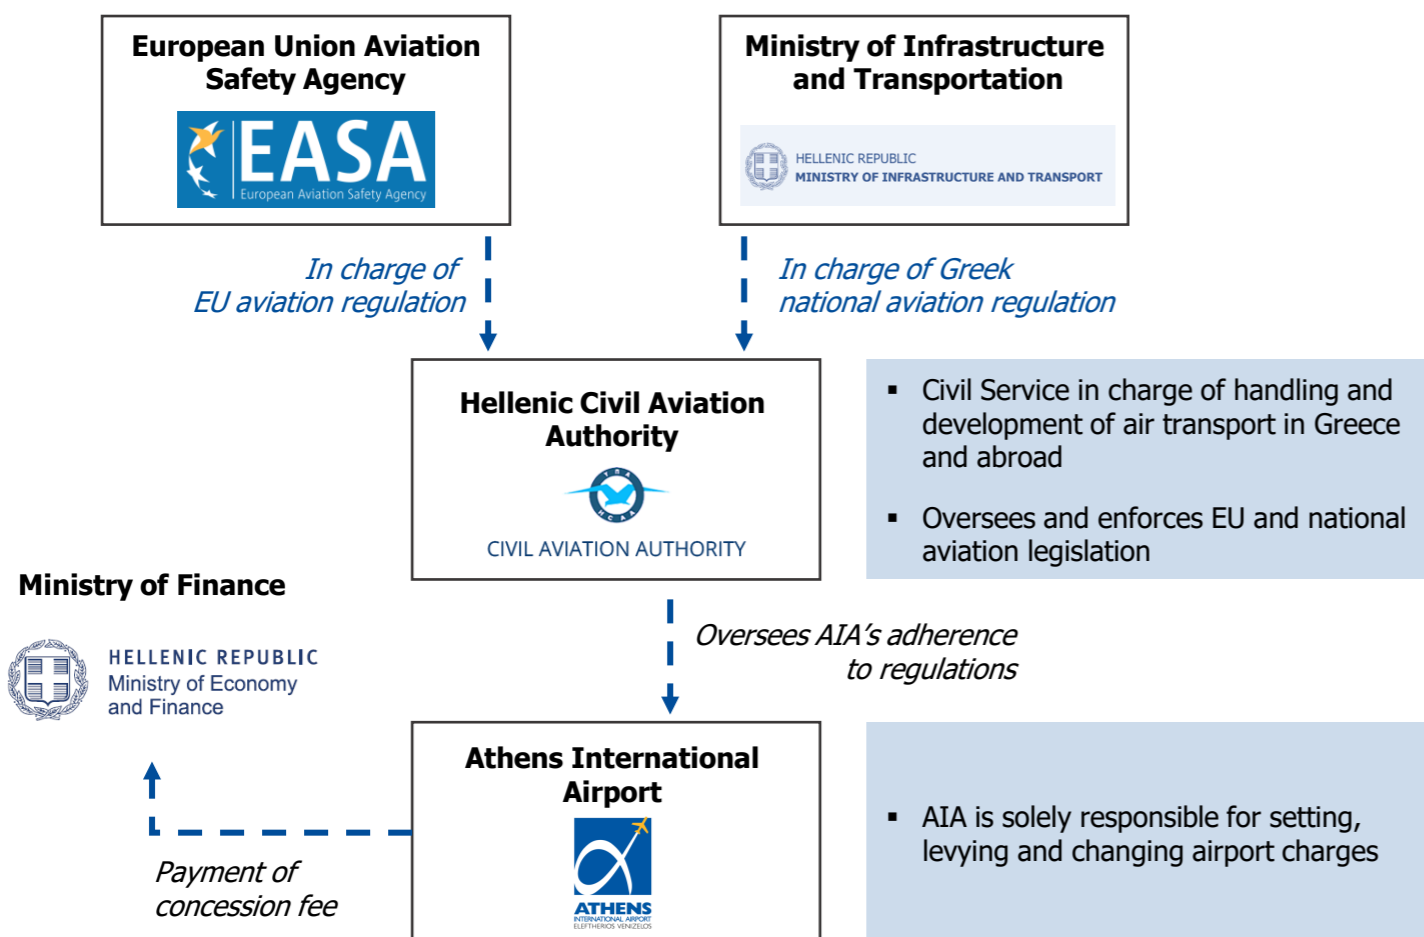 European Union Aviation
Safety Agency
EASA
European Aviation Safety Agency
Ministry of Infrastructure
and Transportation
HELLENIC REPUBLIC
MINISTRY OF INFRASTRUCTURE AND TRANSPORT
In charge of
EU aviation regulation
In charge of Greek
national aviation regulation
Hellenic Civil Aviation
Authority
ΥΠΑ
HCAA
CIVIL AVIATION AUTHORITY
▪ Civil Service in charge of handling and
development of air transport in Greece
and abroad
▪ Oversees and enforces EU and national
aviation legislation
Ministry of Finance
HELLENIC REPUBLIC
Ministry of Economy
and Finance
Oversees AIA’s adherence
to regulations
Athens International
Airport
ATHENS
INTERNATIONAL AIRPORT
ELEFTHERIOS VENIZELOS
▪ AIA is solely responsible for setting,
levying and changing airport charges
Payment of
concession fee